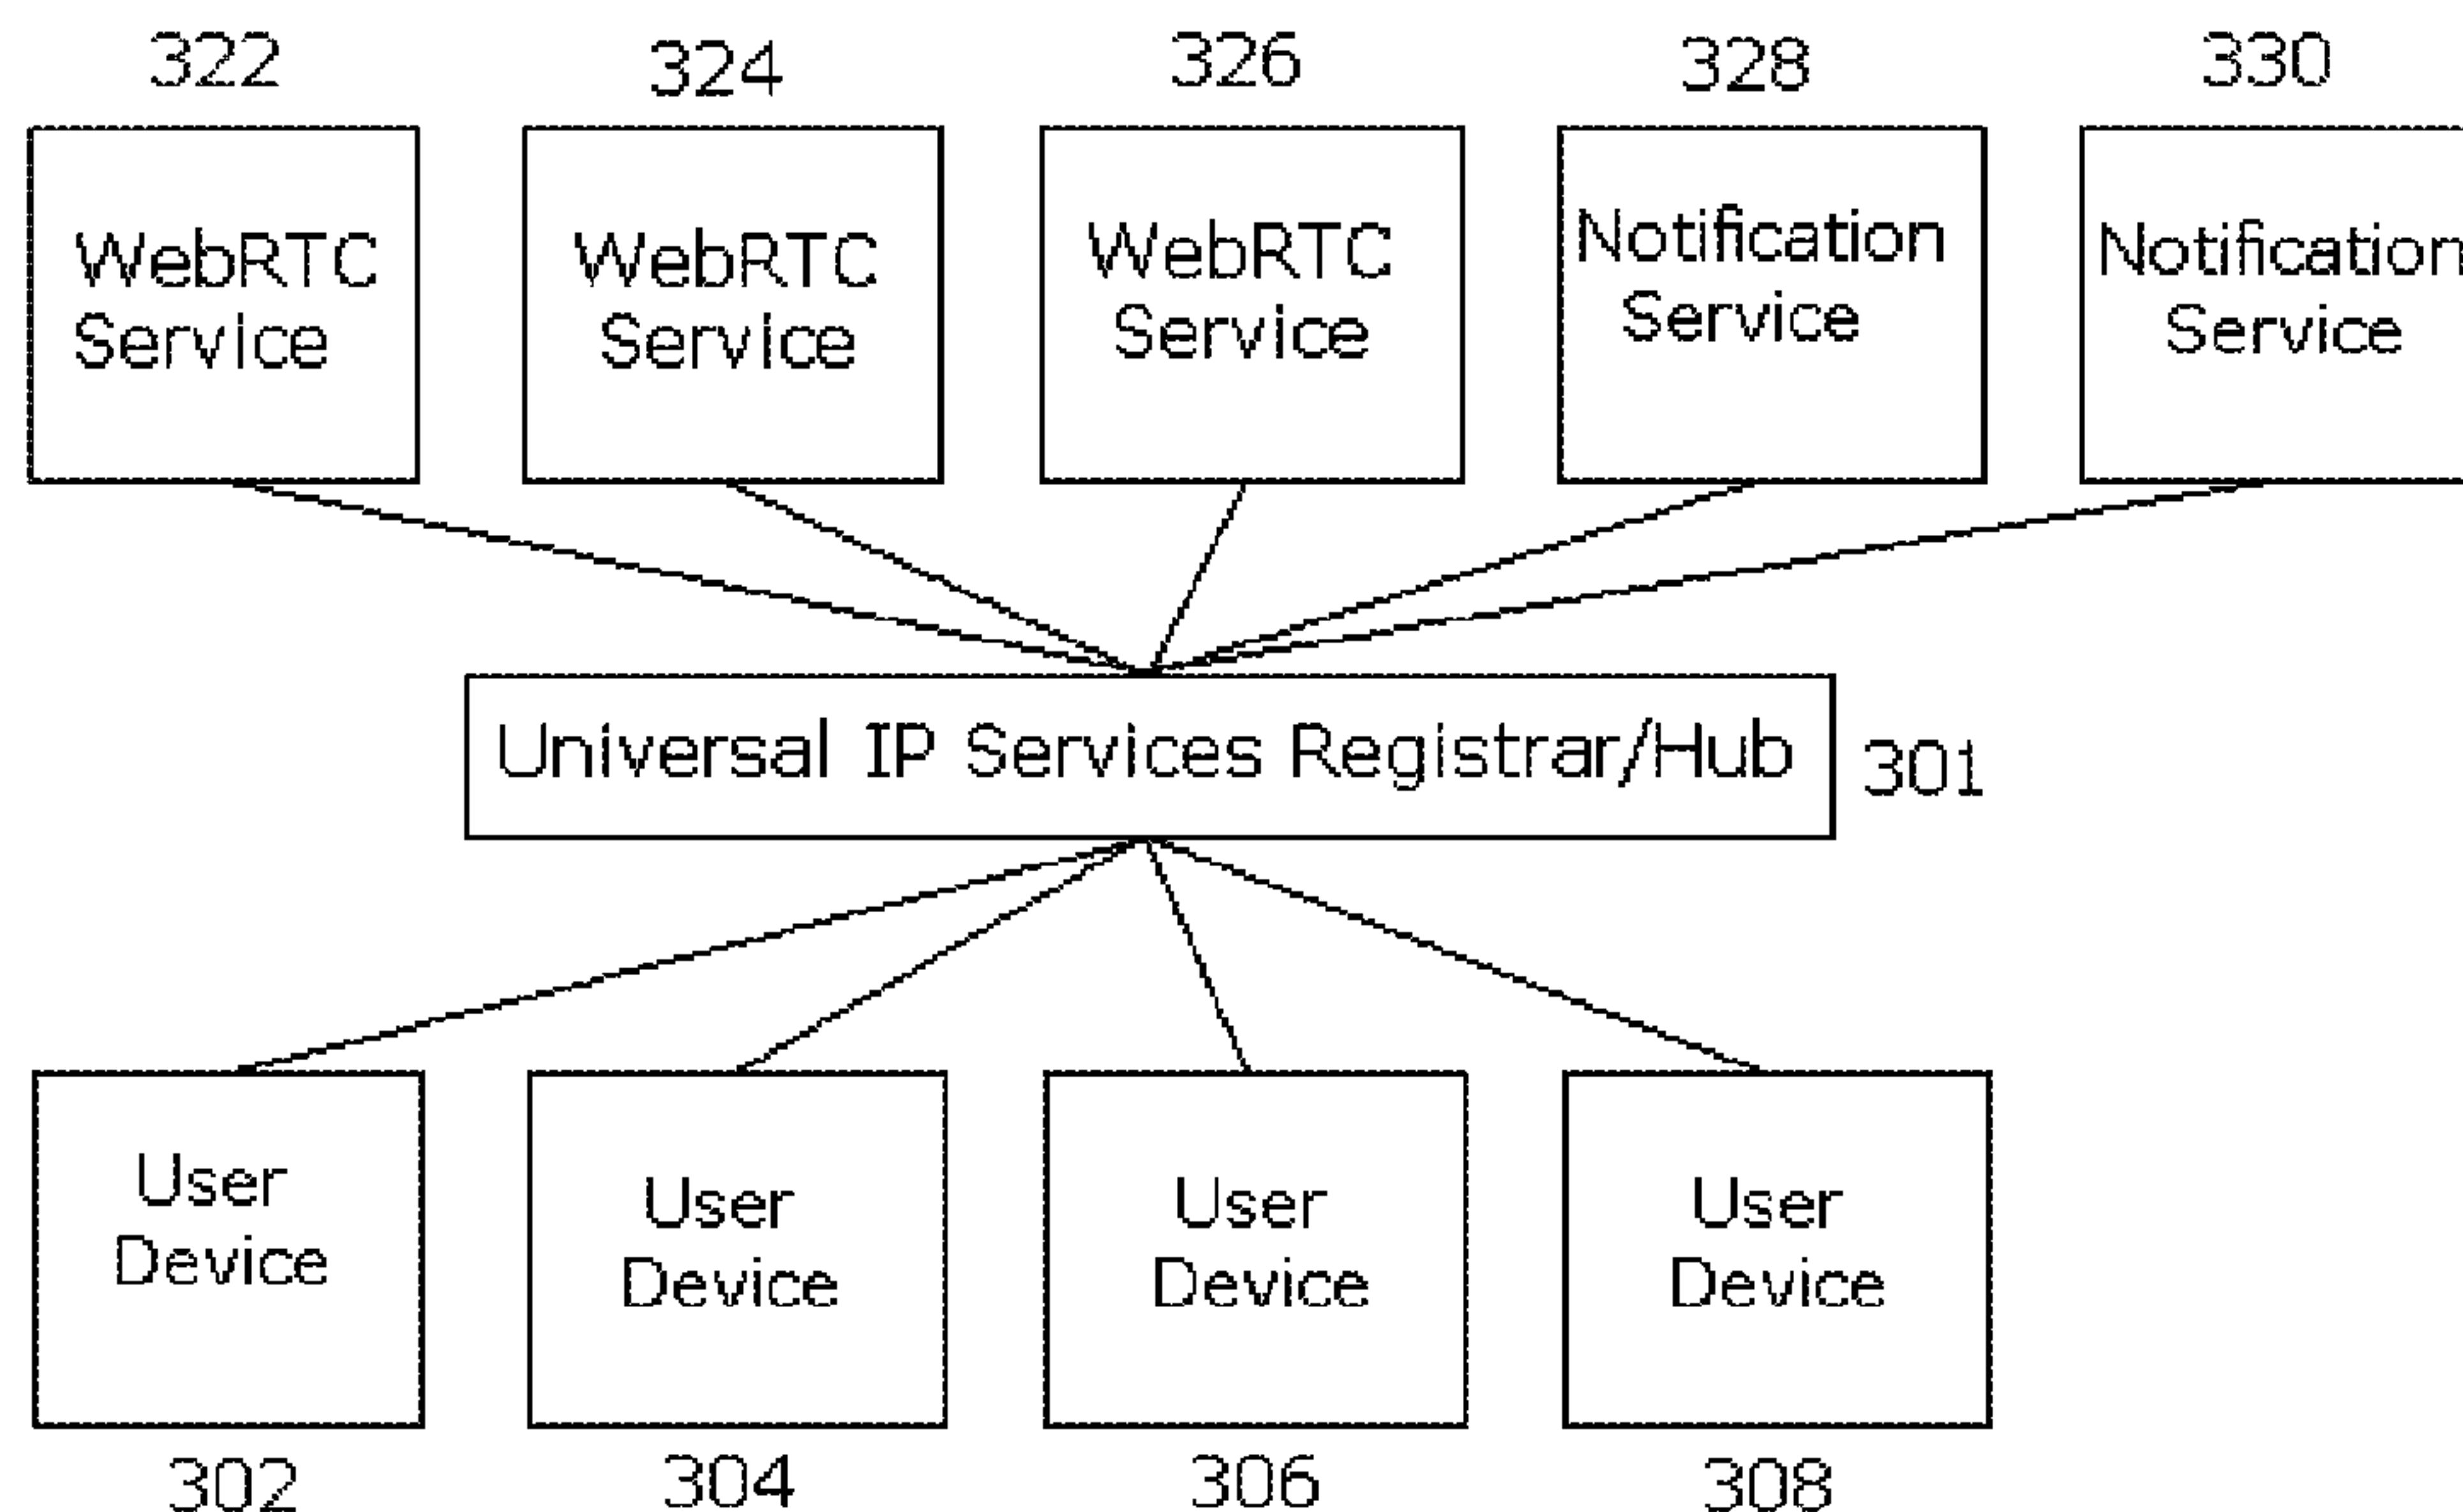 322
324
326
328
330
WebRTC
Service
WebRTC
Service
WebRTC
Service
Notification
Service
Notification
Service
Universal IP Services Registrar/Hub
301
User
Device
User
Device
User
Device
User
Device
302
304
306
308